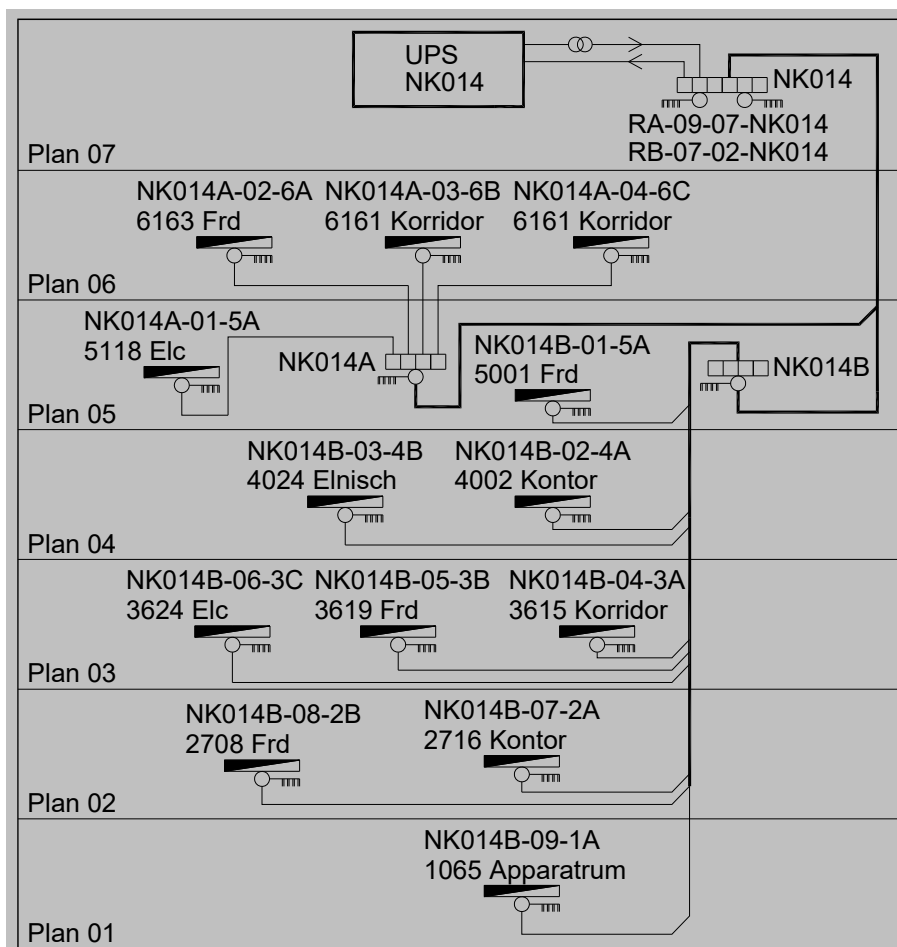 UPS
NK014
NK014
RA-09-07-NK014
RB-07-02-NK014
Plan 07
NK014A-02-6A
6163 Frd
NK014A-03-6B
6161 Korridor
NK014A-04-6C
6161 Korridor
Plan 06
NK014A-01-5A
5118 Elc
NK014A
NK014B-01-5A
5001 Frd
NK014B
Plan 05
NK014B-03-4B
4024 Elnisch
NK014B-02-4A
4002 Kontor
Plan 04
NK014B-06-3C
3624 Elc
NK014B-05-3B
3619 Frd
NK014B-04-3A
3615 Korridor
Plan 03
NK014B-08-2B
2708 Frd
NK014B-07-2A
2716 Kontor
Plan 02
NK014B-09-1A
1065 Apparatrum
Plan 01